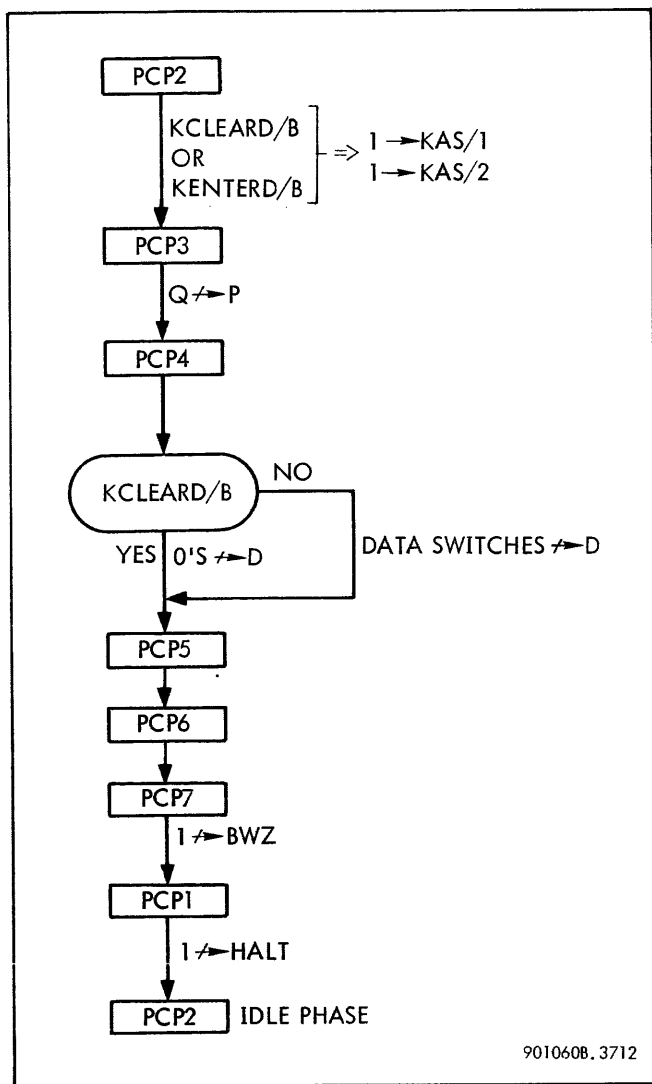 PCP2
KCLEARD/B
OR
KENTERD/B
⇒ 1→KAS/1
1→KAS/2
PCP3
Q↛P
PCP4
KCLEARD/B
NO
YES 0'S↛D
DATA SWITCHES↛D
PCP5
PCP6
PCP7
1↛BWZ
PCP1
1↛HALT
PCP2 IDLE PHASE
901060B.3712